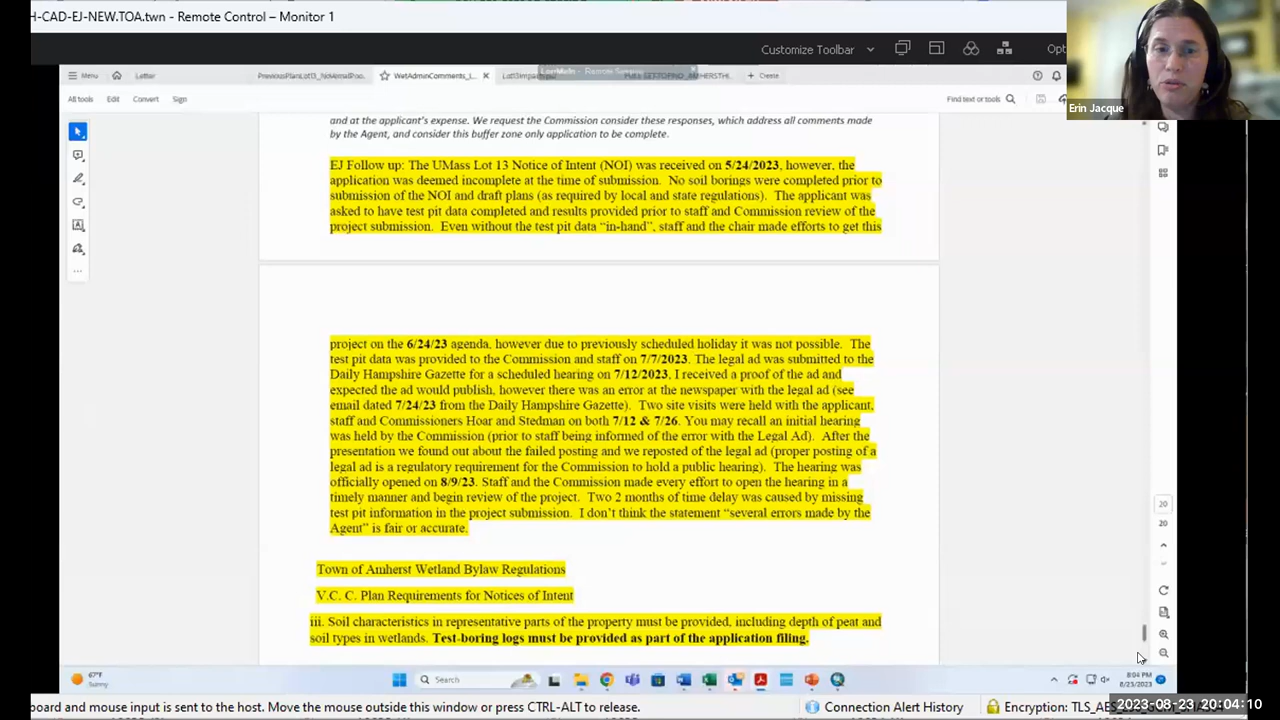 H-CAD-EJ-NEW.TOA.twn - Remote Control – Monitor 1
Customize Toolbar
Menu
Letter
WetAdminComments_
Create
All tools Edit Convert Sign
Find text or tools
Erin Jacque
and at the applicant's expense. We request the Commission consider these responses, which address all comments made
by the Agent, and consider this buffer zone only application to be complete.
EJ Follow up: The UMass Lot 13 Notice of Intent (NOI) was received on 5/24/2023, however, the
application was deemed incomplete at the time of submission. No soil borings were completed prior to
submission of the NOI and draft plans (as required by local and state regulations). The applicant was
asked to have test pit data completed and results provided prior to staff and Commission review of the
project submission. Even without the test pit data “in-hand”, staff and the chair made efforts to get this
project on the 6/24/23 agenda, however due to previously scheduled holiday it was not possible. The
test pit data was provided to the Commission and staff on 7/7/2023. The legal ad was submitted to the
Daily Hampshire Gazette for a scheduled hearing on 7/12/2023. I received a proof of the ad and
expected the ad would publish, however there was an error at the newspaper with the legal ad (see
email dated 7/24/23 from the Daily Hampshire Gazette). Two site visits were held with the applicant,
staff and Commissioners Hoar and Stedman on both 7/12 & 7/26. You may recall an initial hearing
was held by the Commission (prior to staff being informed of the error with the Legal Ad). After the
presentation we found out about the failed posting and we reposted of the legal ad (proper posting of a
legal ad is a regulatory requirement for the Commission to hold a public hearing). The hearing was
officially opened on 8/9/23. Staff and the Commission made every effort to open the hearing in a
timely manner and begin review of the project. Two 2 months of time delay was caused by missing
test pit information in the project submission. I don’t think the statement “several errors made by the
Agent” is fair or accurate.
Town of Amherst Wetland Bylaw Regulations
V.C. C. Plan Requirements for Notices of Intent
iii. Soil characteristics in representative parts of the property must be provided, including depth of peat and
soil types in wetlands. Test-boring logs must be provided as part of the application filing.
20
20
67°F
Sunny
Search
8:04 PM
8/23/2023
board and mouse input is sent to the host. Move the mouse outside this window or press CTRL-ALT to release.
Connection Alert History
Encryption: TLS_AES_
2023-08-23 20:04:10